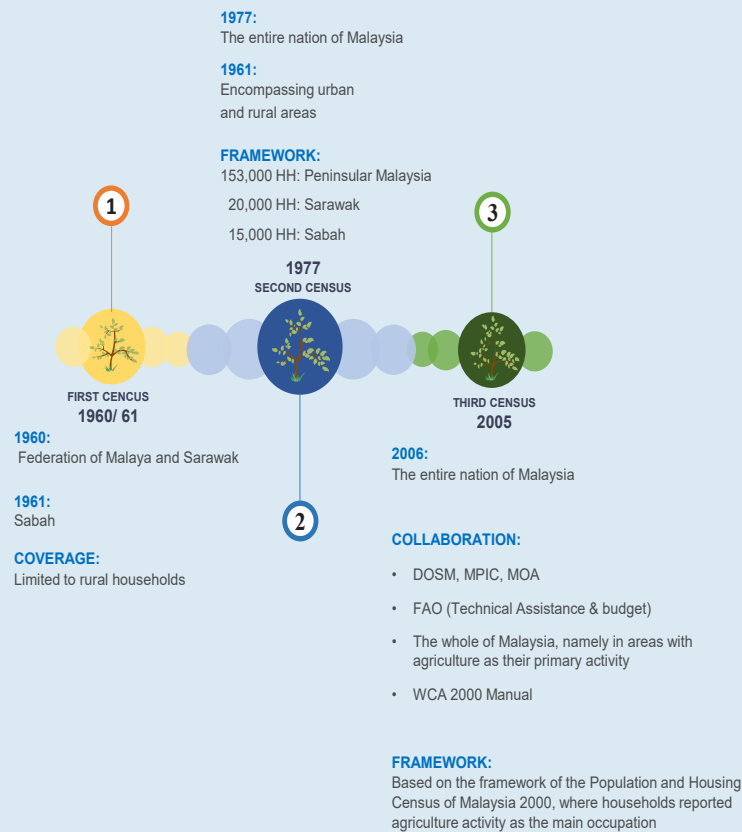 1977:
The entire nation of Malaysia
1961:
Encompassing urban
and rural areas
FRAMEWORK:
153,000 HH: Peninsular Malaysia
20,000 HH: Sarawak
15,000 HH: Sabah
1977
SECOND CENSUS
1
FIRST CENCUS
1960/ 61
1960:
Federation of Malaya and Sarawak
1961:
Sabah
COVERAGE:
Limited to rural households
2
3
THIRD CENSUS
2005
2006:
The entire nation of Malaysia
COLLABORATION:
• DOSM, MPIC, MOA
• FAO (Technical Assistance & budget)
• The whole of Malaysia, namely in areas with
agriculture as their primary activity
• WCA 2000 Manual
FRAMEWORK:
Based on the framework of the Population and Housing
Census of Malaysia 2000, where households reported
agriculture activity as the main occupation